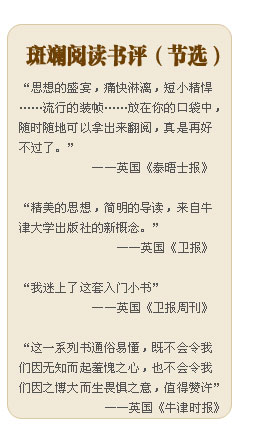 斑斓阅读书评（节选）
“思想的盛宴，痛快淋漓，短小精悍
……流行的装帧……放在你的口袋中，
随时随地可以拿出来翻阅，真是再好
不过了。”
——英国《泰晤士报》
“精美的思想，简明的导读，来自牛
津大学出版社的新概念。”
——英国《卫报》
“我迷上了这套入门小书”
——英国《卫报周刊》
“这一系列书通俗易懂，既不会令我
们因无知而起羞愧之心，也不会令我
们因之博大而生畏惧之意，值得赞许”
——英国《牛津时报》